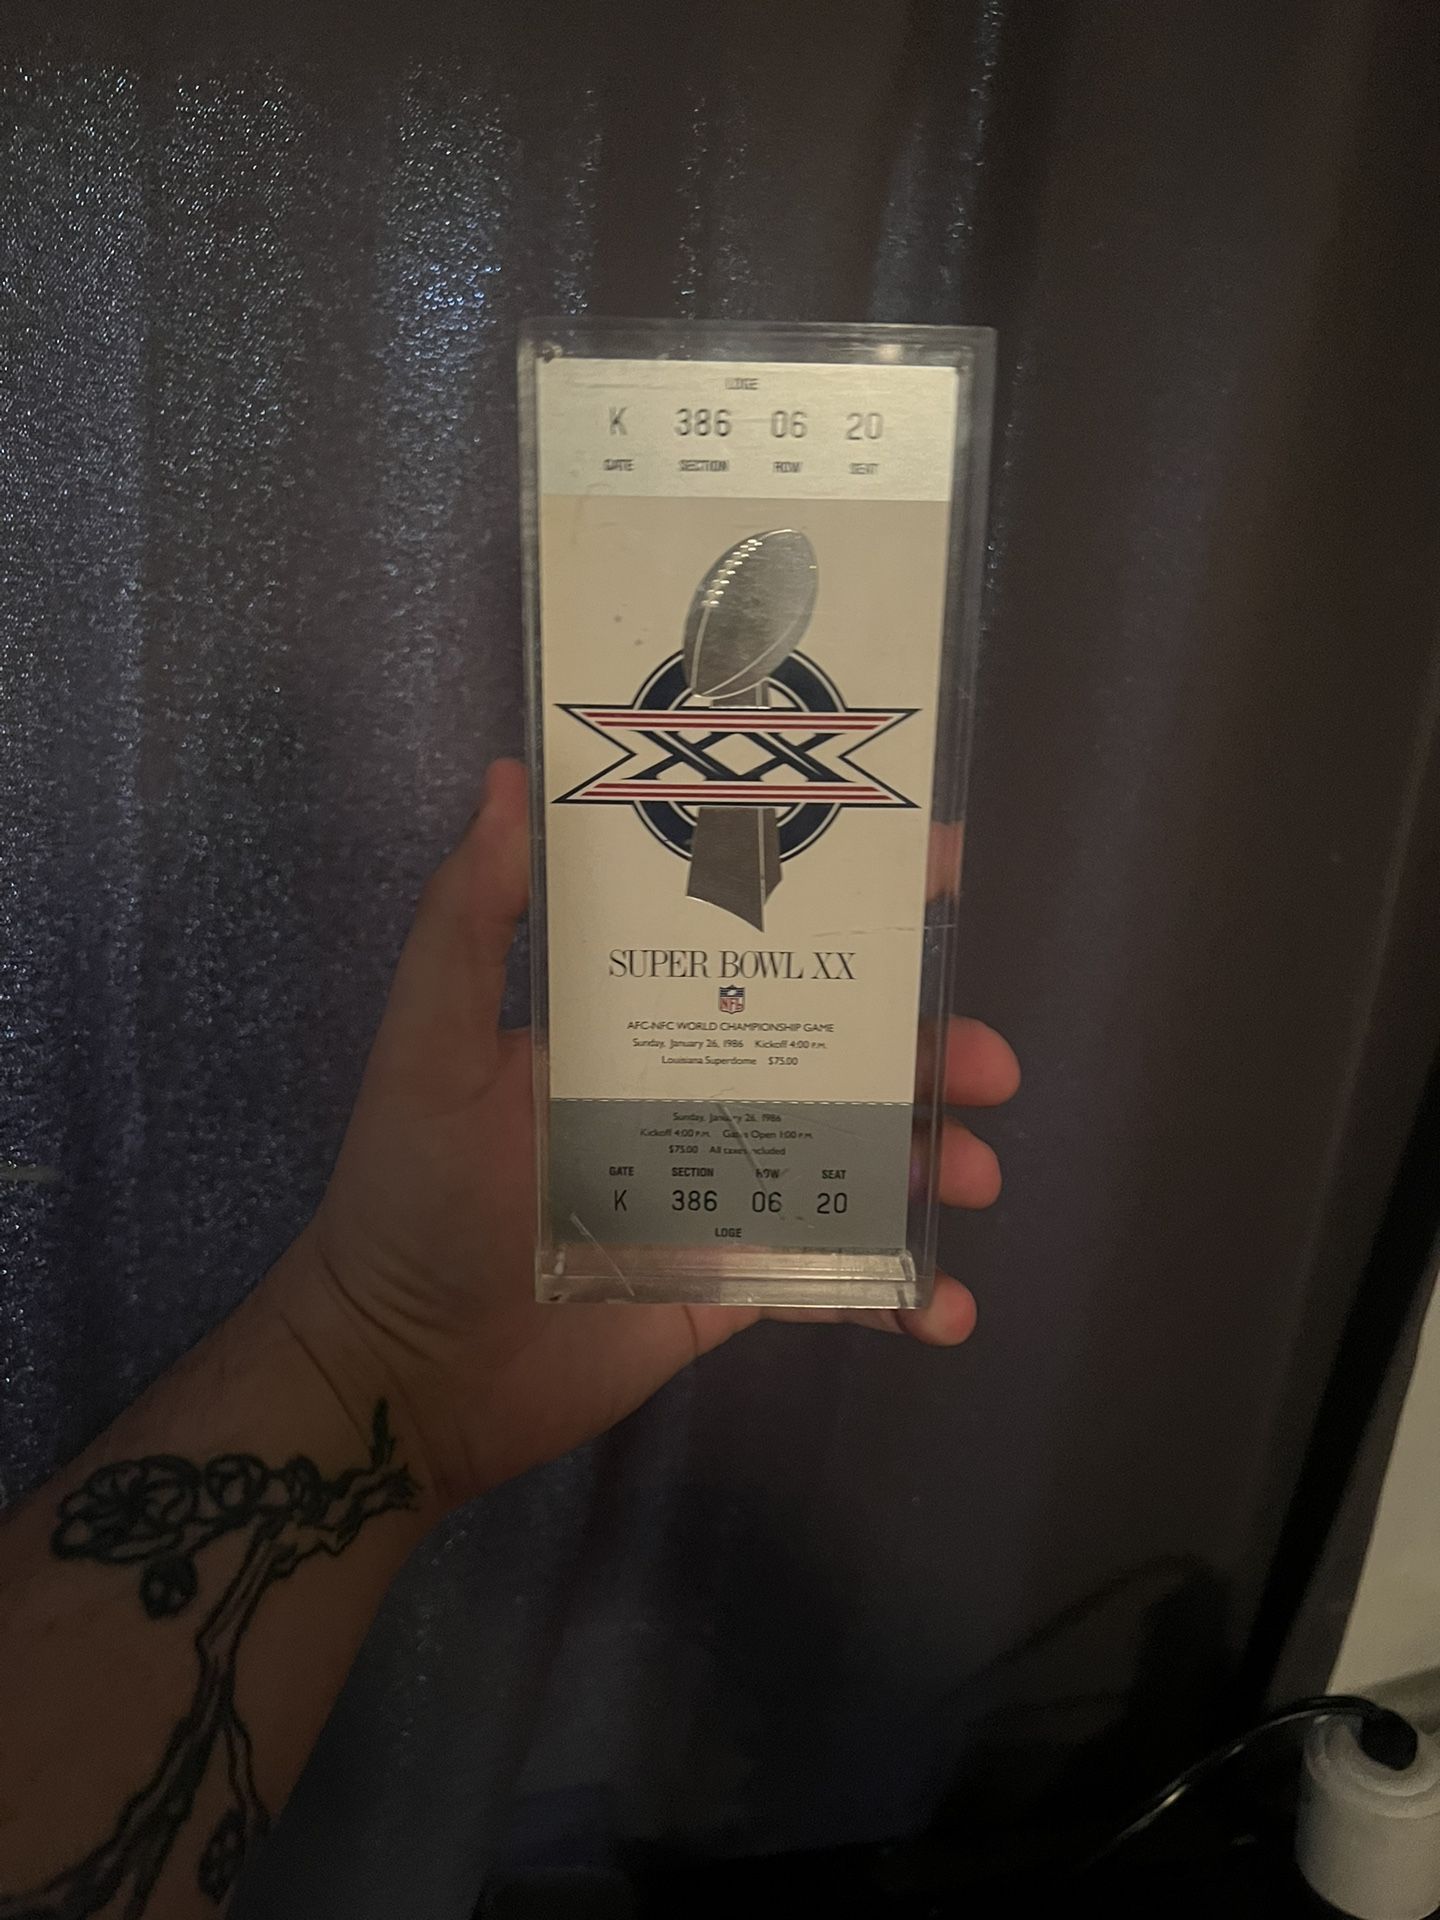 LOGE
K 386 06 20
GATE SECTION ROW SEAT
XX
SUPER BOWL XX
NFL
AFC-NFC WORLD CHAMPIONSHIP GAME
Sunday, January 26, 1986 Kickoff 4:00 P.M.
Louisiana Superdome $75.00
Sunday, January 26, 1986
Kickoff 4:00 P.M. Gates Open 1:00 P.M.
$75.00 All taxes included
GATE SECTION ROW SEAT
K 386 06 20
LOGE